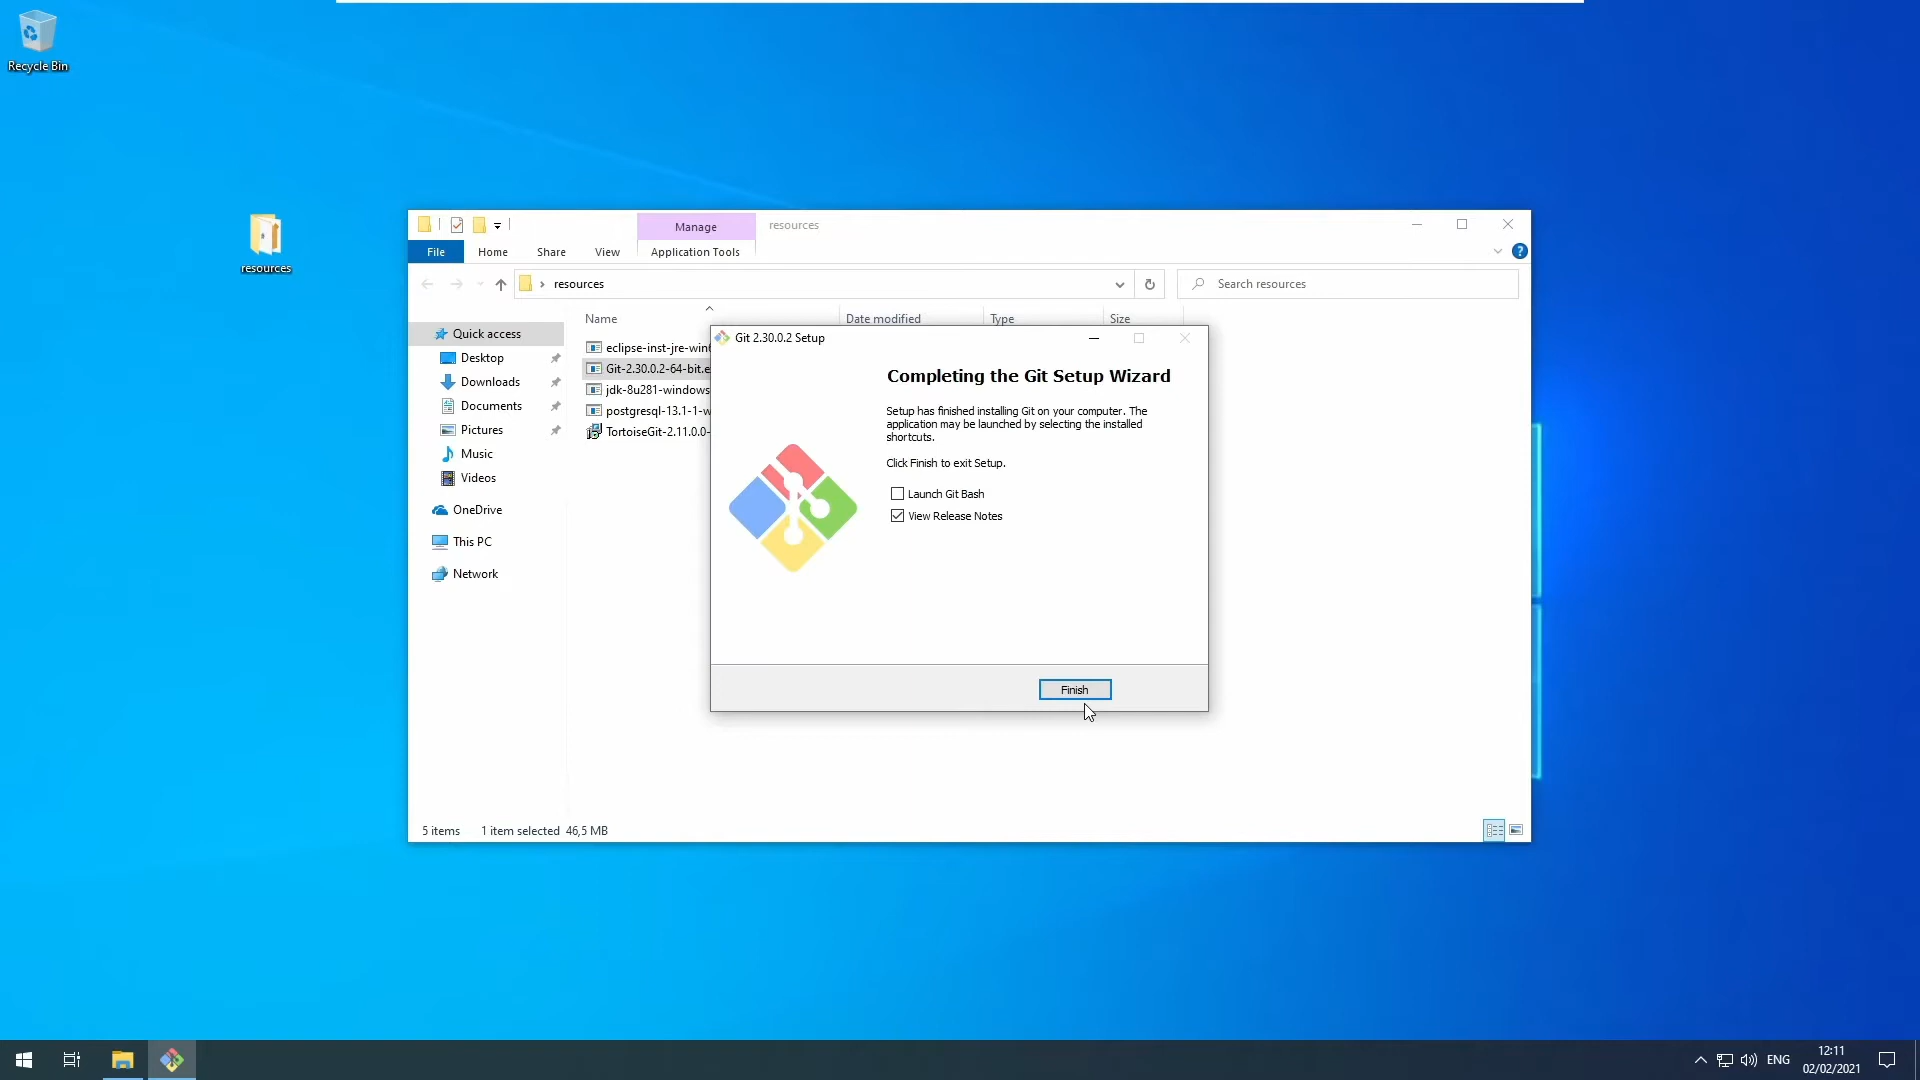 Recycle Bin
resources
Manage
resources
File
Home
Share
View
Application Tools
resources
Search resources
Name
Date modified
Type
Size
Quick access
Desktop
Downloads
Documents
Pictures
Music
Videos
OneDrive
This PC
Network
eclipse-inst-jre-win
Git-2.30.0.2-64-bit.e
jdk-8u281-windows
postgresql-13.1-1-w
TortoiseGit-2.11.0.0-
Git 2.30.0.2 Setup
Completing the Git Setup Wizard
Setup has finished installing Git on your computer. The
application may be launched by selecting the installed
shortcuts.
Click Finish to exit Setup.
Launch Git Bash
View Release Notes
Finish
5 items
1 item selected 46,5 MB
ENG
12:11
02/02/2021